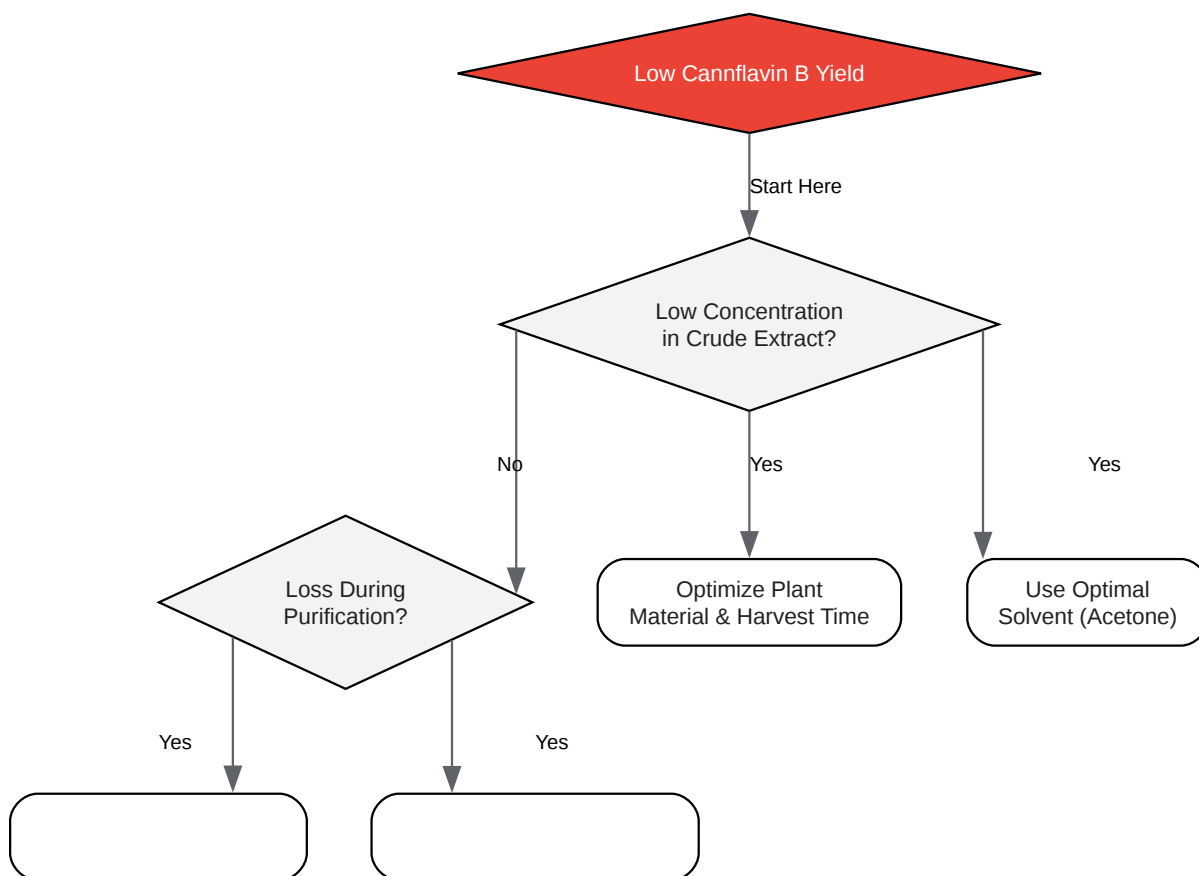 Low Cannflavin B Yield
Start Here
Low Concentration
in Crude Extract?
No
Yes
Yes
Loss During
Purification?
Optimize Plant
Material & Harvest Time
Use Optimal
Solvent (Acetone)
Yes
Yes